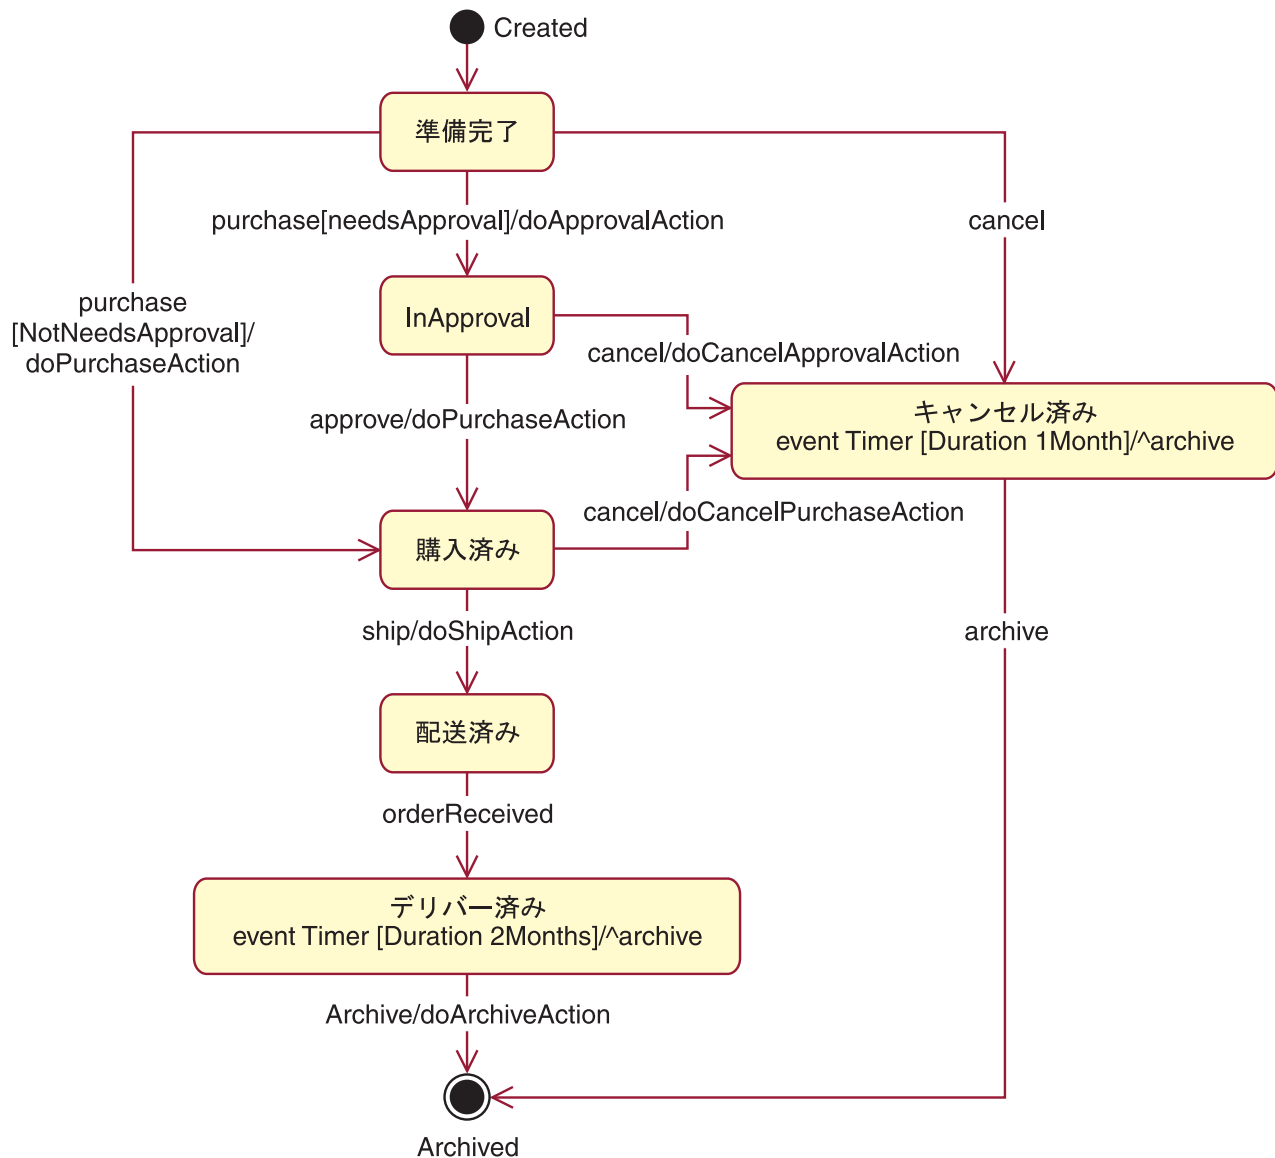 Created
準備完了
purchase[needsApproval]/doApprovalAction
cancel
purchase
[NotNeedsApproval]/
doPurchaseAction
InApproval
cancel/doCancelApprovalAction
approve/doPurchaseAction
キャンセル済み
event Timer [Duration 1Month]/^archive
cancel/doCancelPurchaseAction
購入済み
ship/doShipAction
archive
配送済み
orderReceived
デリバー済み
event Timer [Duration 2Months]/^archive
Archive/doArchiveAction
Archived